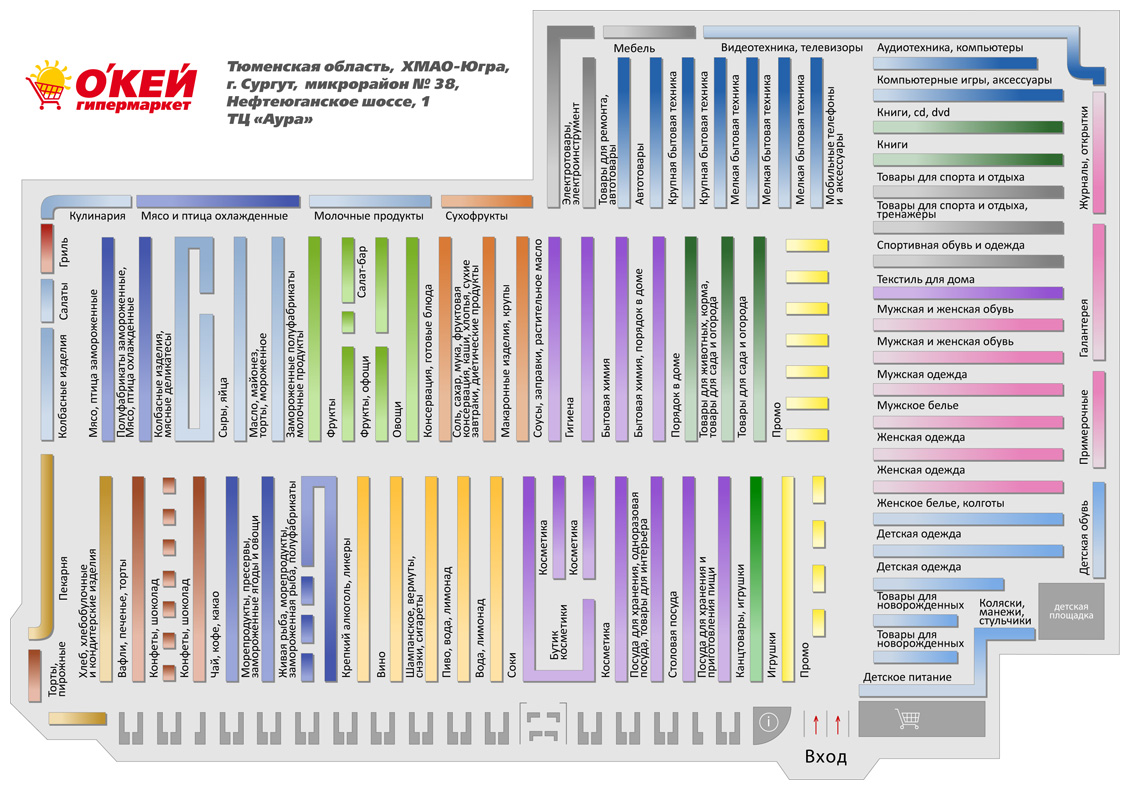 О'КЕЙ
гипермаркет
Тюменская область, ХМАО-Югра,
г. Сургут, микрорайон № 38,
Нефтеюганское шоссе, 1
ТЦ «Аура»
Мебель
Видеотехника, телевизоры
Аудиотехника, компьютеры
Компьютерные игры, аксессуары
Книги, cd, dvd
Книги
Товары для спорта и отдыха
Товары для спорта и отдыха,
тренажеры
Спортивная обувь и одежда
Текстиль для дома
Мужская и женская обувь
Мужская и женская обувь
Мужская одежда
Мужское белье
Женская одежда
Женская одежда
Женское белье, колготы
Детская одежда
Детская одежда
Товары для
новорожденных
Товары для
новорожденных
Детское питание
Коляски,
манежи,
стульчики
детская
площадка
Журналы, открытки
Галантерея
Примерочные
Детская обувь
Электротовары,
электроинструмент
Товары для ремонта,
автотовары
Автотовары
Крупная бытовая техника
Крупная бытовая техника
Мелкая бытовая техника
Мелкая бытовая техника
Мелкая бытовая техника
Мобильные телефоны
и аксессуары
Кулинария
Мясо и птица охлажденные
Молочные продукты
Сухофрукты
Гриль
Салаты
Колбасные изделия
Мясо, птица замороженные
Полуфабрикаты замороженные,
Мясо, птица охлажденные
Колбасные изделия,
мясные деликатесы
Сыры, яйца
Масло, майонез,
торты, мороженное
Замороженные полуфабрикаты
молочные продукты
Фрукты
Салат-бар
Фрукты, овощи
Овощи
Консервация, готовые блюда
Соль, сахар, мука, фруктовая
консервация, каши, хлопья, сухие
завтраки, диетические продукты
Макаронные изделия, крупы
Соусы, заправки, растительное масло
Гигиена
Бытовая химия
Бытовая химия, порядок в доме
Порядок в доме
Товары для животных, корма,
товары для сада и огорода
Товары для сада и огорода
Промо
Пекарня
Торты,
пирожные
Хлеб, хлебобулочные
и кондитерские изделия
Вафли, печенье, торты
Конфеты, шоколад
Конфеты, шоколад
Чай, кофе, какао
Морепродукты, пресервы,
замороженные ягоды и овощи
Живая рыба, морепродукты,
замороженная рыба, полуфабрикаты
Крепкий алкоголь, ликеры
Вино
Шампанское, вермуты,
снэки, сигареты
Пиво, вода, лимонад
Вода, лимонад
Соки
Косметика
Косметика
Бутик
косметики
Косметика
Посуда для хранения, одноразовая
посуда, товары для интерьера
Столовая посуда
Посуда для хранения и
приготовления пищи
Канцтовары, игрушки
Игрушки
Промо
i
Вход